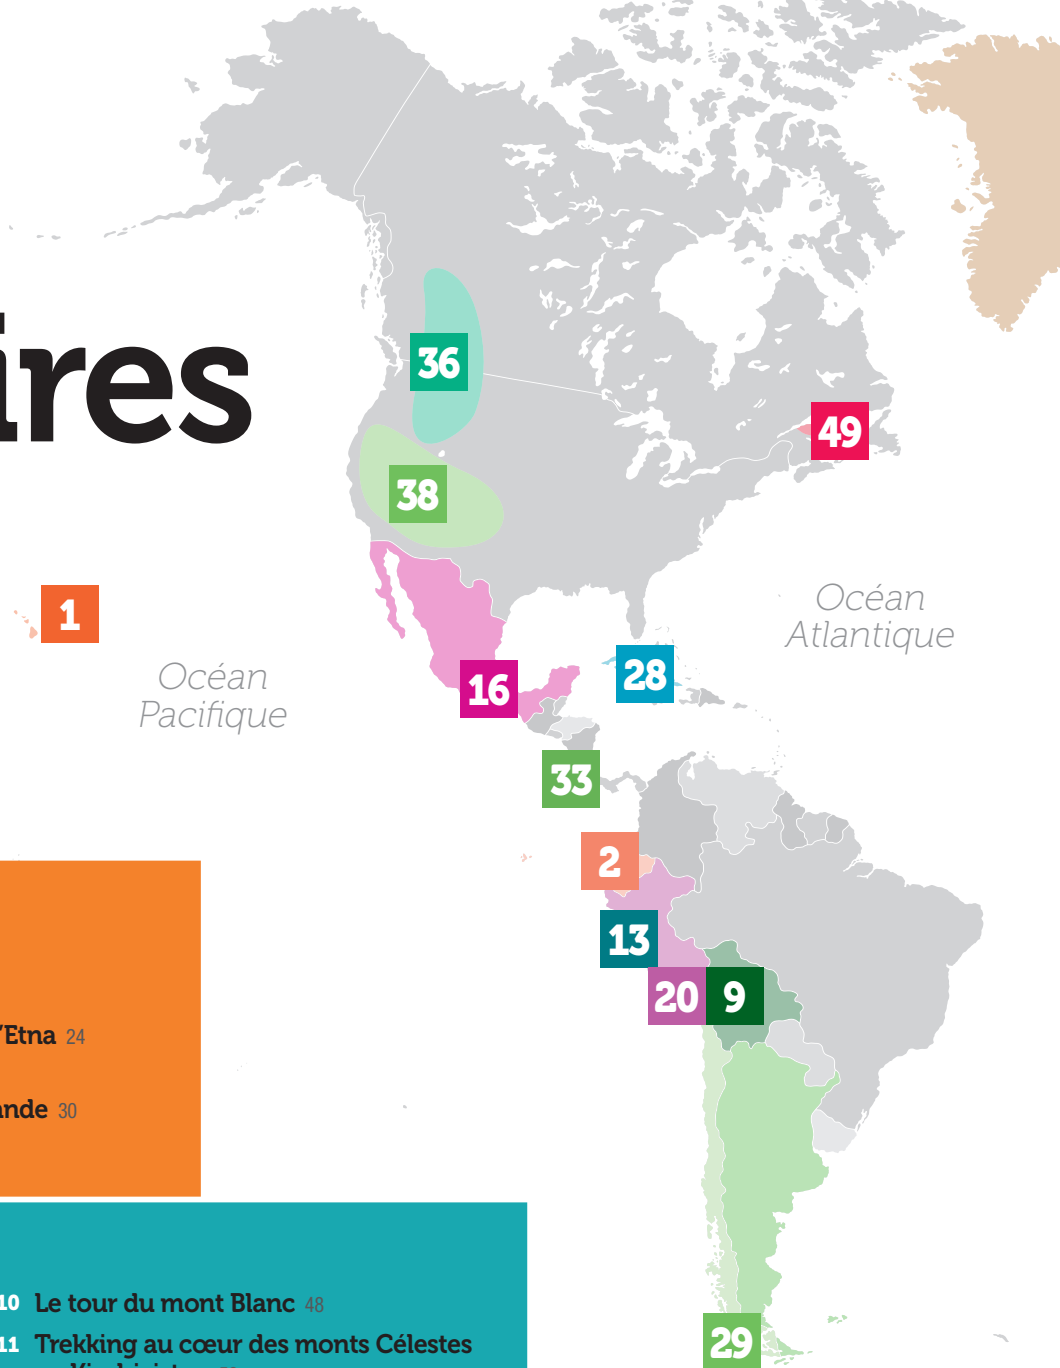 ires
36
49
38
1
Océan
Atlantique
28
Océan
Pacifique
16
33
2
13
20 9
'Etna 24
nde 30
10 Le tour du mont Blanc 48
11 Trekking au cœur des monts Célestes
29